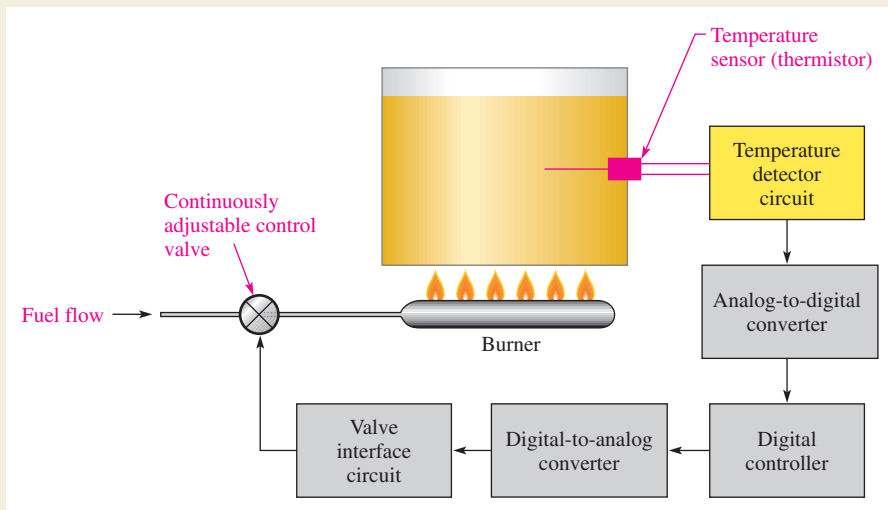 Temperature
sensor (thermistor)
Temperature
detector
circuit
Continuously
adjustable control
valve
Fuel flow
Burner
Analog-to-digital
converter
Valve
interface
circuit
Digital-to-analog
converter
Digital
controller